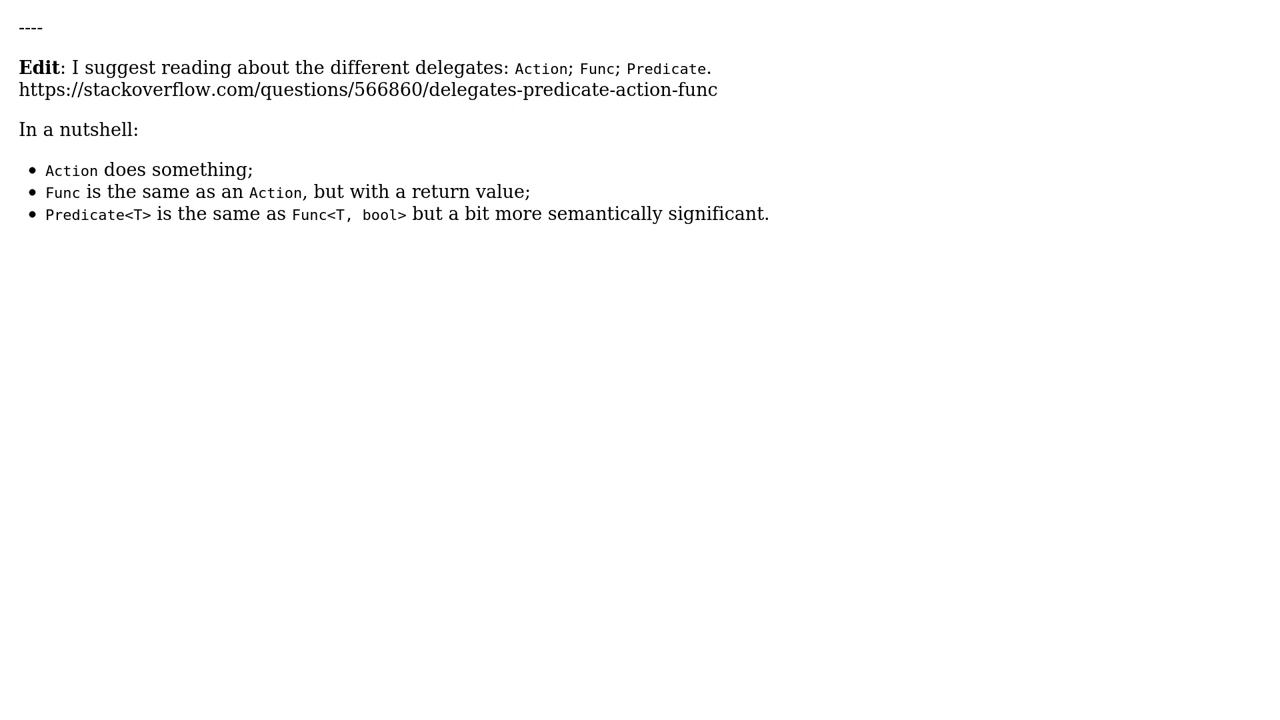 ----
Edit: I suggest reading about the different delegates: Action; Func; Predicate.
https://stackoverflow.com/questions/566860/delegates-predicate-action-func
In a nutshell:
• Action does something;
• Func is the same as an Action, but with a return value;
• Predicate<T> is the same as Func<T, bool> but a bit more semantically significant.